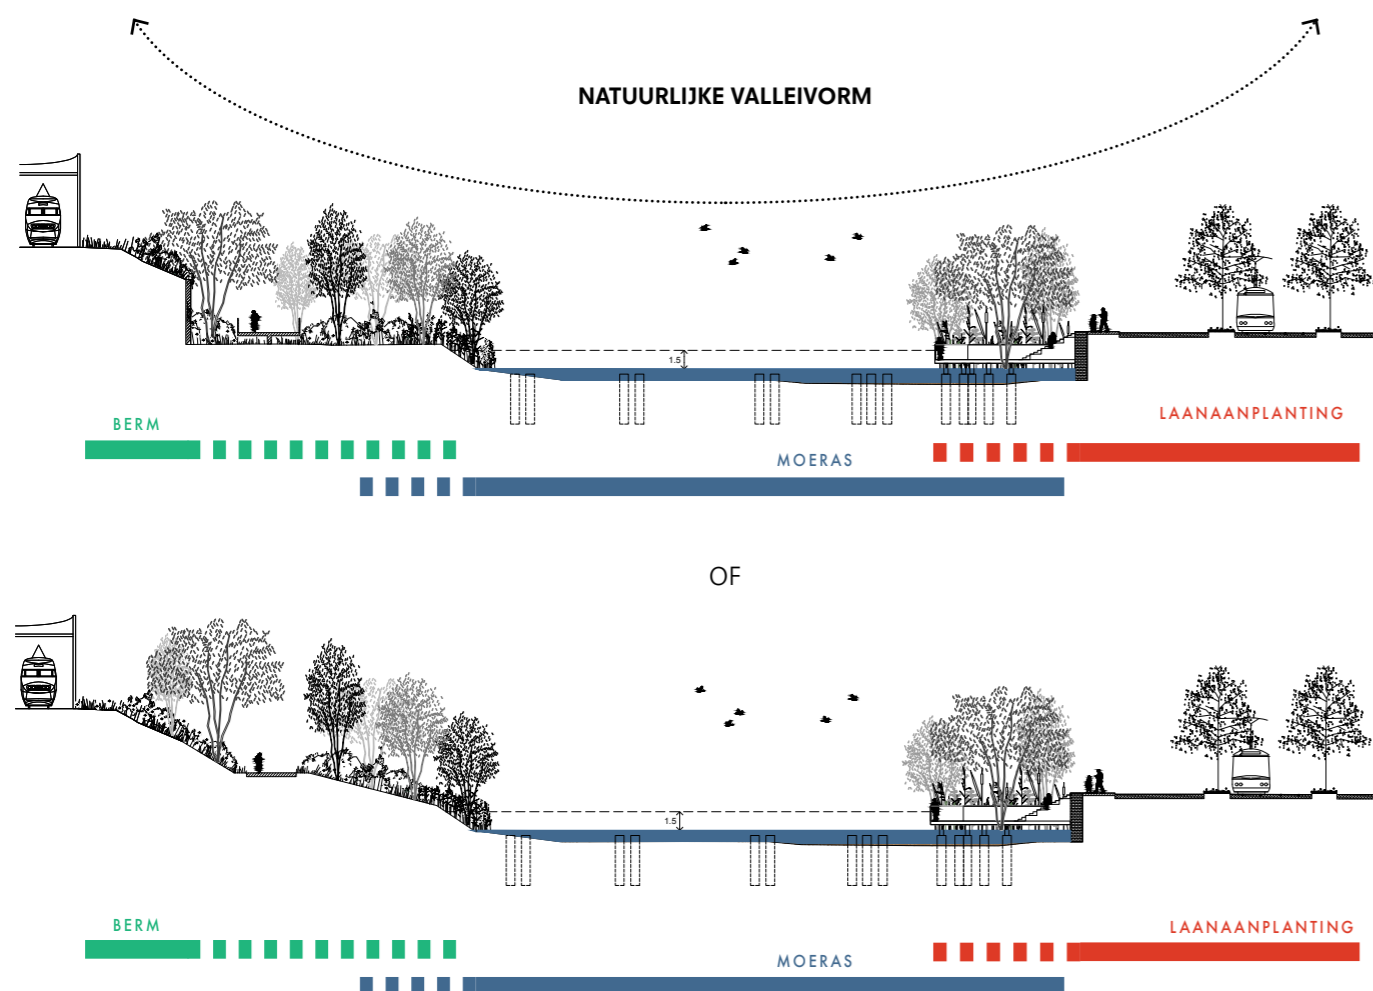 NATUURLIJKE VALLEIVORM
1.5
BERM
LAANAANPLANTING
MOERAS
OF
1.5
BERM
LAANAANPLANTING
MOERAS